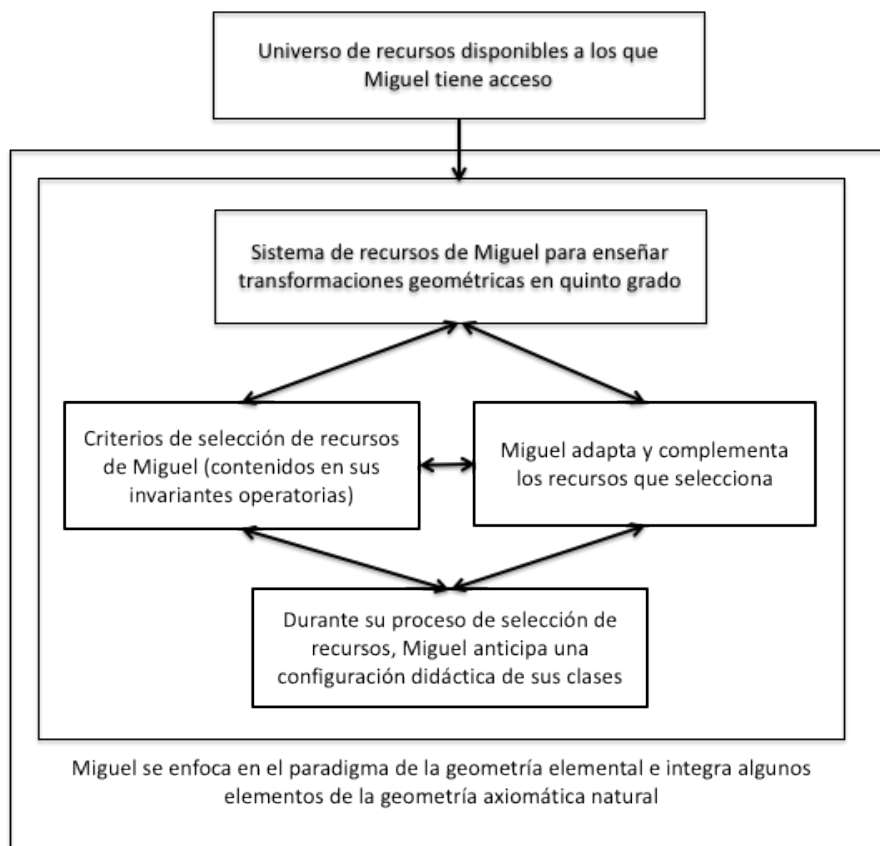 Universo de recursos disponibles a los que
Miguel tiene acceso
Sistema de recursos de Miguel para enseñar
transformaciones geométricas en quinto grado
Criterios de selección de recursos
de Miguel (contenidos en sus
invariantes operatorias)
Miguel adapta y complementa
los recursos que selecciona
Durante su proceso de selección de
recursos, Miguel anticipa una
configuración didáctica de sus clases
Miguel se enfoca en el paradigma de la geometría elemental e integra algunos
elementos de la geometría axiomática natural